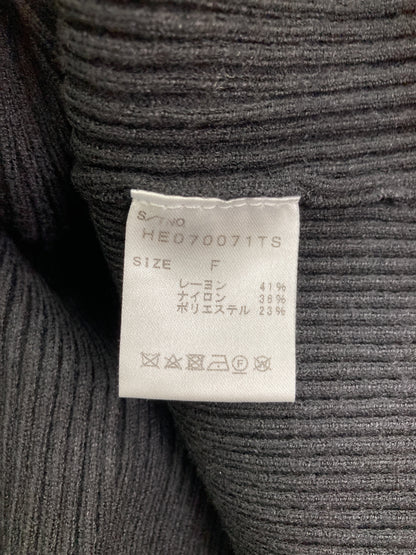 S/T NO.
HE070071TS
SIZE F
レーヨン 41%
ナイロン 36%
ポリエステル 23%